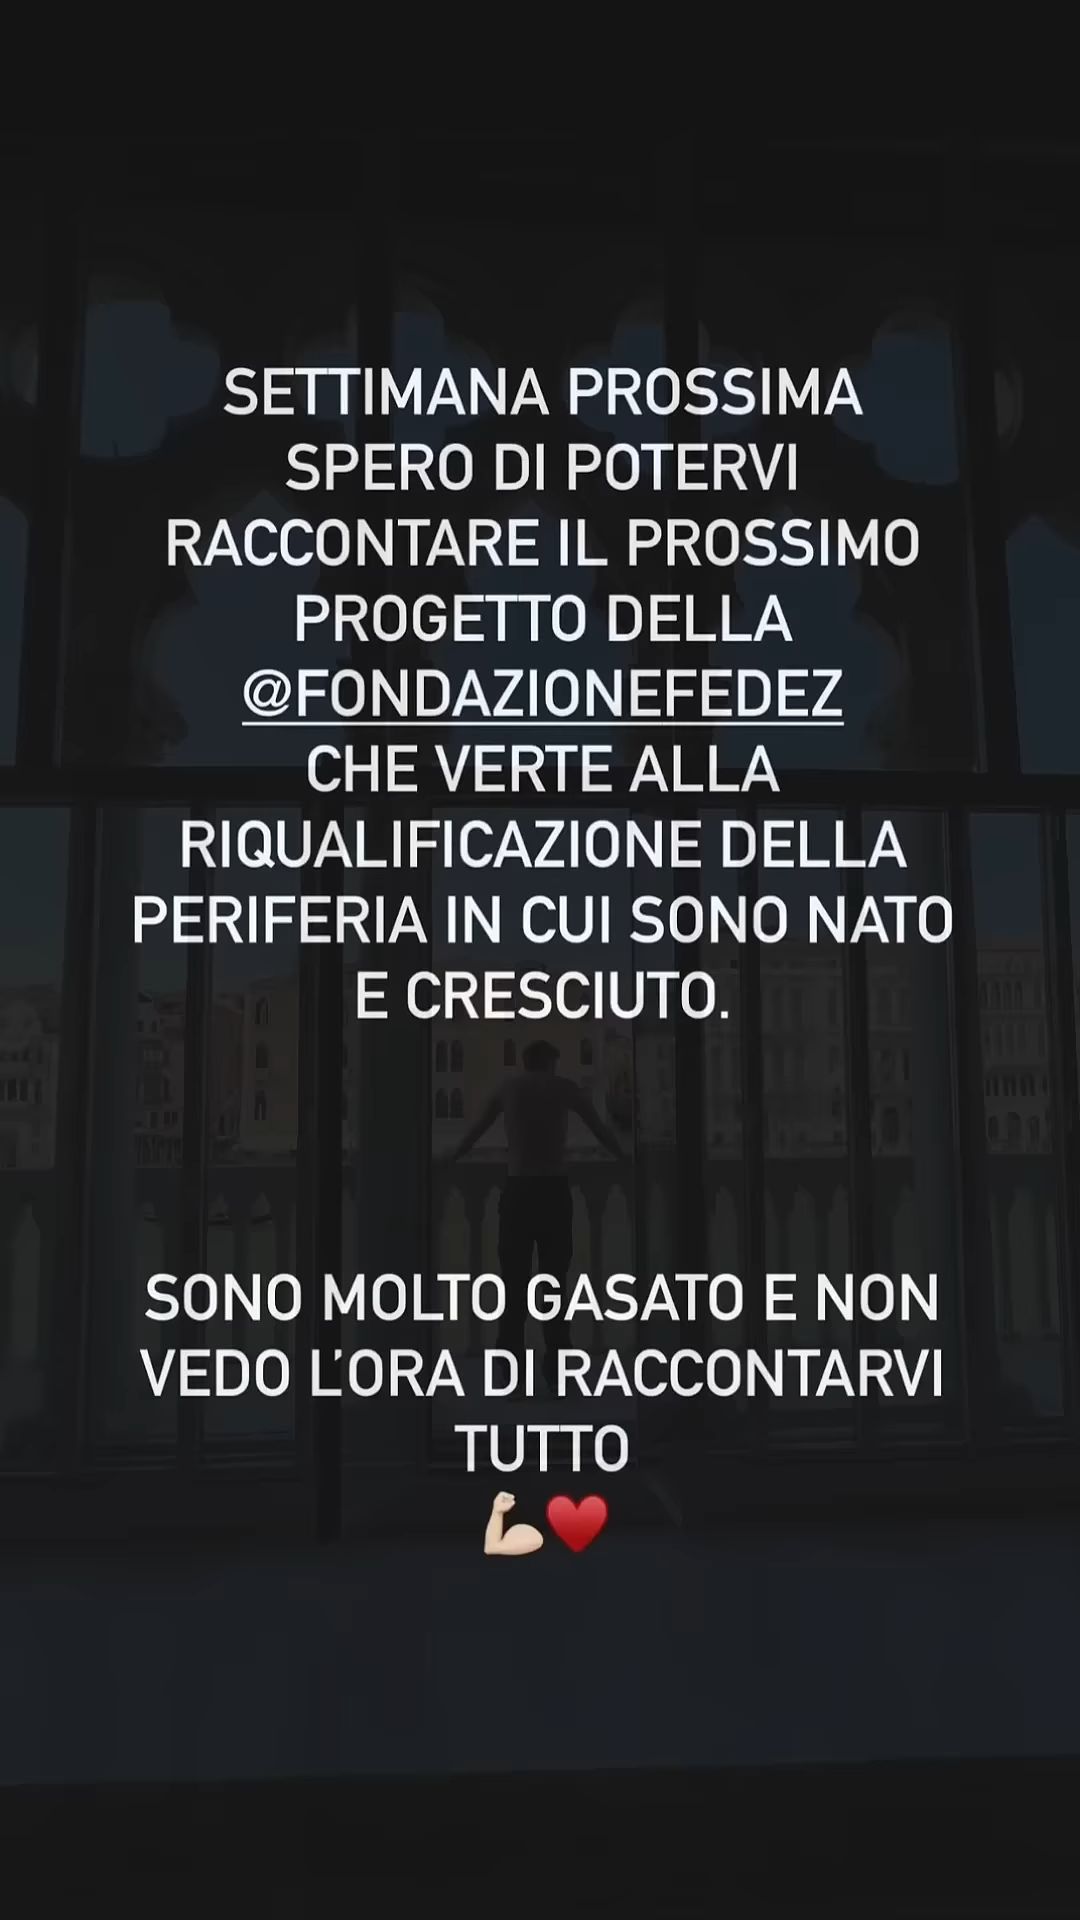 SETTIMANA PROSSIMA
SPERO DI POTERVI
RACCONTARE IL PROSSIMO
PROGETTO DELLA
@FONDAZIONEFEDEZ
CHE VERTE ALLA
RIQUALIFICAZIONE DELLA
PERIFERIA IN CUI SONO NATO
E CRESCIUTO.
SONO MOLTO GASATO E NON
VEDO L'ORA DI RACCONTARVI
TUTTO
💪🏻♥️